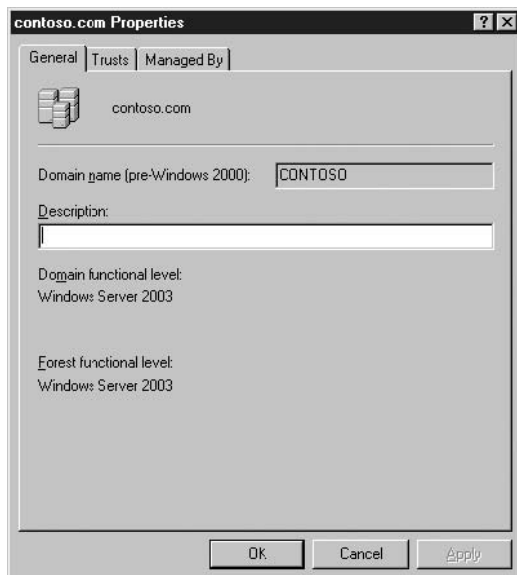 contoso.com Properties
General Trusts Managed By
contoso.com
Domain name (pre-Windows 2000): CONTOSO
Description:
Domain functional level:
Windows Server 2003
Forest functional level:
Windows Server 2003
OK Cancel Apply